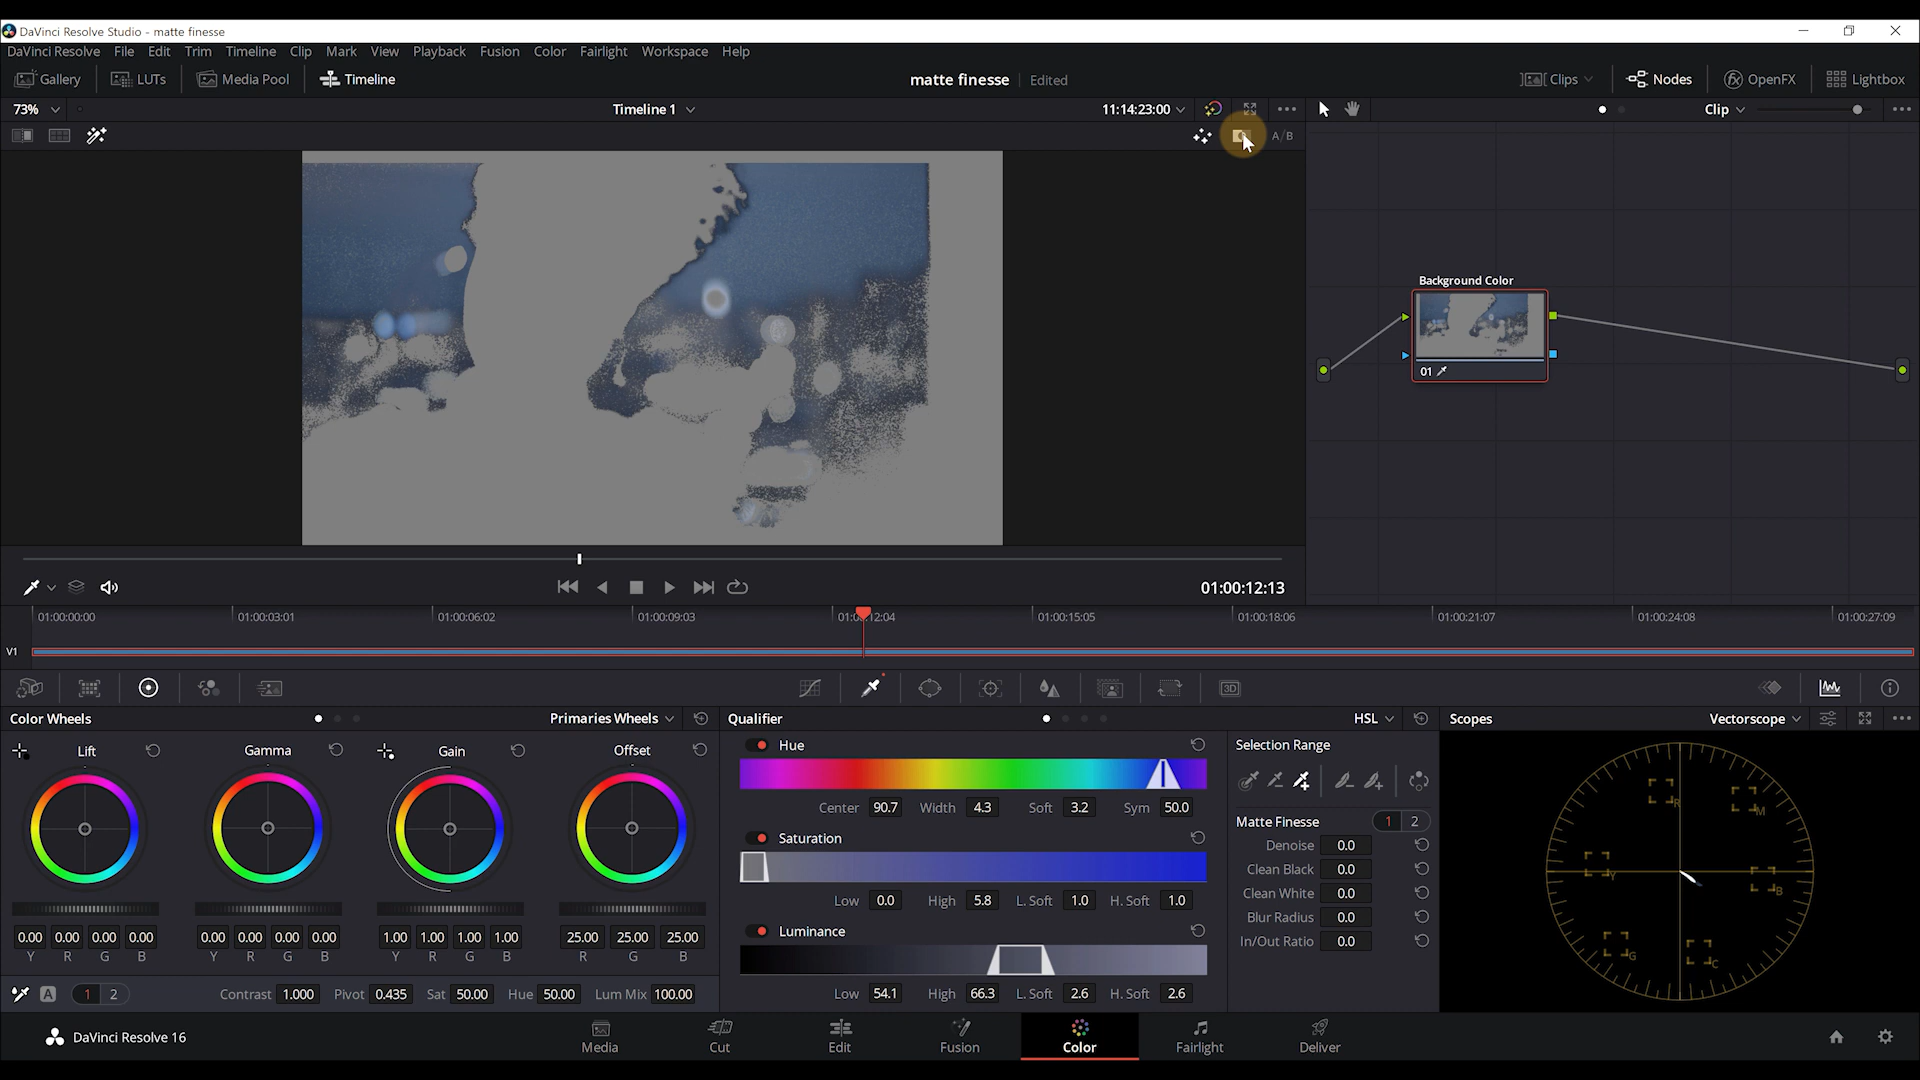 DaVinci Resolve Studio - matte finesse
DaVinci Resolve File Edit Trim Timeline Clip Mark View Playback Fusion Color Fairlight Workspace Help
Gallery LUTs Media Pool Timeline matte finesse Edited Clips Nodes OpenFX Lightbox
73% Timeline 1 11:14:23:00 Clip
A/B
Background Color
01
01:00:12:13
01:00:00:00 01:00:03:01 01:00:06:02 01:00:09:03 01:00:12:04 01:00:15:05 01:00:18:06 01:00:21:07 01:00:24:08 01:00:27:09
V1
3D
Color Wheels Primaries Wheels Qualifier HSL Scopes Vectorscope
Lift Gamma Gain Offset
Hue
Center 90.7 Width 4.3 Soft 3.2 Sym 50.0
Saturation
Low 0.0 High 5.8 L. Soft 1.0 H. Soft 1.0
Luminance
Low 54.1 High 66.3 L. Soft 2.6 H. Soft 2.6
Selection Range
Matte Finesse 1 2
Denoise 0.0
Clean Black 0.0
Clean White 0.0
Blur Radius 0.0
In/Out Ratio 0.0
R M Y B G C
0.00 0.00 0.00 0.00 0.00 0.00 0.00 0.00 1.00 1.00 1.00 1.00 25.00 25.00 25.00
Y R G B Y R G B Y R G B R G B
A 1 2 Contrast 1.000 Pivot 0.435 Sat 50.00 Hue 50.00 Lum Mix 100.00
DaVinci Resolve 16
Media Cut Edit Fusion Color Fairlight Deliver